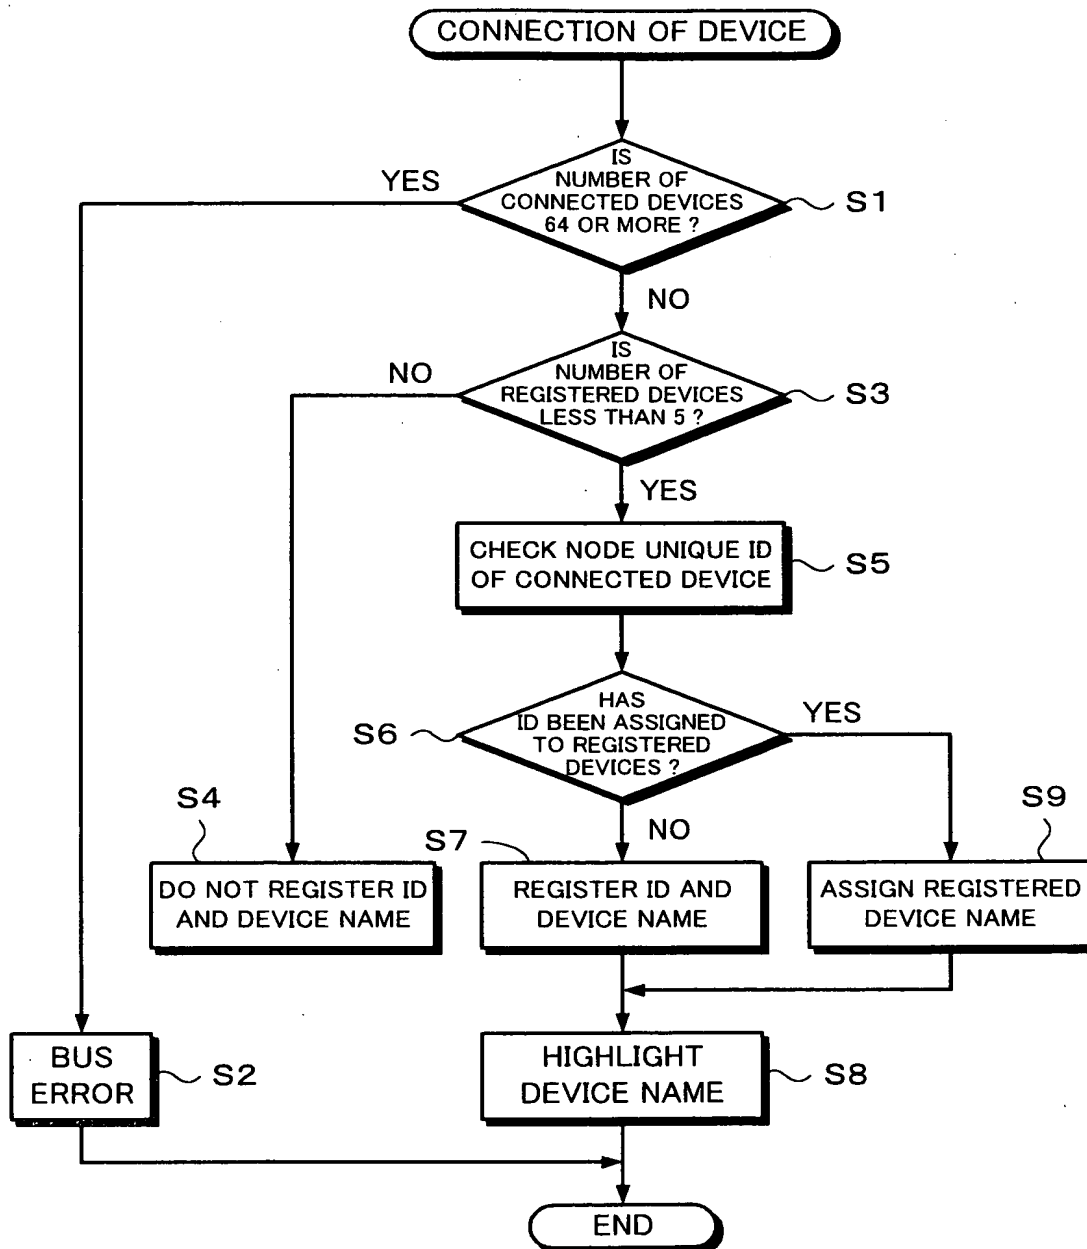 CONNECTION OF DEVICE
IS
NUMBER OF
CONNECTED DEVICES
64 OR MORE ?
YES
S1
NO
IS
NUMBER OF
REGISTERED DEVICES
LESS THAN 5 ?
NO
S3
YES
CHECK NODE UNIQUE ID
OF CONNECTED DEVICE
S5
HAS
ID BEEN ASSIGNED
TO REGISTERED
DEVICES ?
S6
YES
NO
S4
DO NOT REGISTER ID
AND DEVICE NAME
S7
REGISTER ID AND
DEVICE NAME
S9
ASSIGN REGISTERED
DEVICE NAME
BUS
ERROR
S2
HIGHLIGHT
DEVICE NAME
S8
END